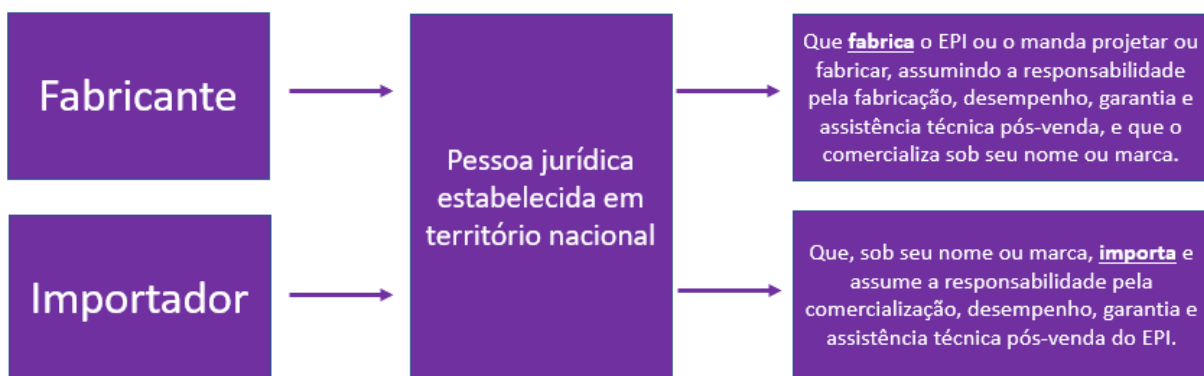 Fabricante
Importador
Pessoa jurídica
estabelecida em
território nacional
Que fabrica o EPI ou o manda projetar ou
fabricar, assumindo a responsabilidade
pela fabricação, desempenho, garantia e
assistência técnica pós-venda, e que o
comercializa sob seu nome ou marca.
Que, sob seu nome ou marca, importa e
assume a responsabilidade pela
comercialização, desempenho, garantia e
assistência técnica pós-venda do EPI.